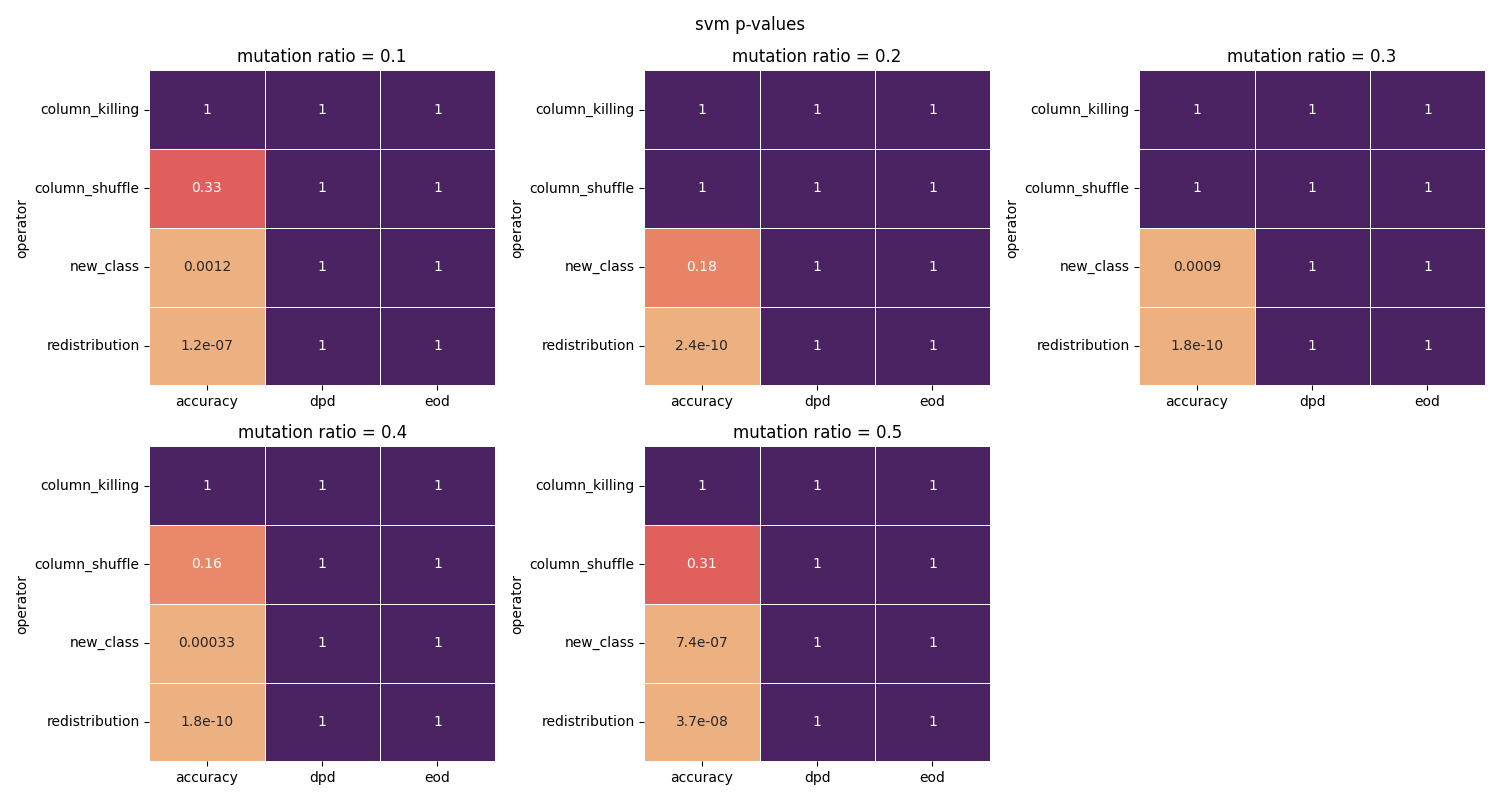 svm p-values
mutation ratio = 0.1
column_killing 1 1 1
column_shuffle 0.33 1 1
new_class 0.0012 1 1
redistribution 1.2e-07 1 1
operator
accuracy dpd eod
mutation ratio = 0.2
column_killing 1 1 1
column_shuffle 1 1 1
new_class 0.18 1 1
redistribution 2.4e-10 1 1
operator
accuracy dpd eod
mutation ratio = 0.3
column_killing 1 1 1
column_shuffle 1 1 1
new_class 0.0009 1 1
redistribution 1.8e-10 1 1
operator
accuracy dpd eod
mutation ratio = 0.4
column_killing 1 1 1
column_shuffle 0.16 1 1
new_class 0.00033 1 1
redistribution 1.8e-10 1 1
operator
accuracy dpd eod
mutation ratio = 0.5
column_killing 1 1 1
column_shuffle 0.31 1 1
new_class 7.4e-07 1 1
redistribution 3.7e-08 1 1
operator
accuracy dpd eod